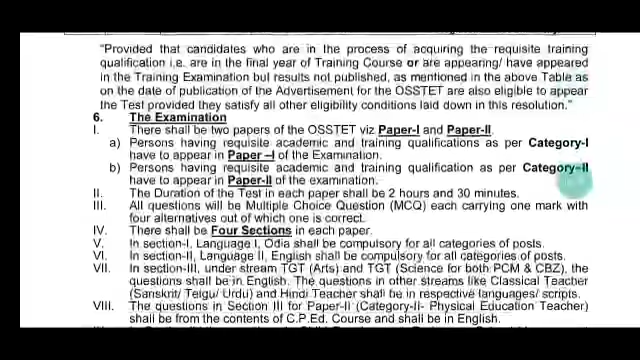 "Provided that candidates who are in the process of acquiring the requisite training
qualification i.e. are in the final year of Training Course or are appearing/ have appeared
in the Training Examination but results not published, as mentioned in the above Table as
on the date of publication of the Advertisement for the OSSTET are also eligible to appear
the Test provided they satisfy all other eligibility conditions laid down in this resolution."
6. The Examination
I. There shall be two papers of the OSSTET viz Paper-I and Paper-II.
a) Persons having requisite academic and training qualifications as per Category-I
have to appear in Paper –I of the Examination.
b) Persons having requisite academic and training qualification as per Category–II
have to appear in Paper-II of the examination.
II. The Duration of the Test in each paper shall be 2 hours and 30 minutes.
III. All questions will be Multiple Choice Question (MCQ) each carrying one mark with
four alternatives out of which one is correct.
IV. There shall be Four Sections in each paper.
V. In section-I, Language I, Odia shall be compulsory for all categories of posts.
VI. In section-II, Language II, English shall be compulsory for all categories of posts.
VII. In section-III, under stream TGT (Arts) and TGT (Science for both PCM & CBZ), the
questions shall be in English. The questions in other streams like Classical Teacher
(Sanskrit/ Telgu/ Urdu) and Hindi Teacher shall be in respective languages/ scripts.
VIII. The questions in Section III for Paper-II (Category-II- Physical Education Teacher)
shall be from the contents of C.P.Ed. Course and shall be in English.